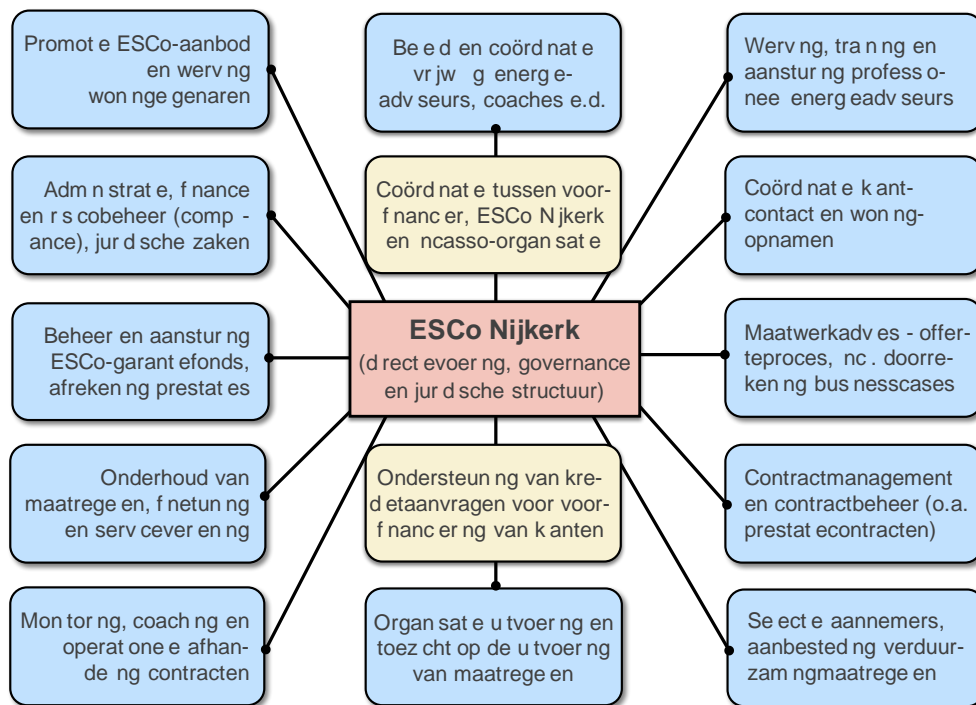 Promot e ESCo-aanbod
en werv ng
won nge genaren
Be e d en coörd nat e
vr jw g energ e-
adv seurs, coaches e.d.
Werv ng, tra n ng en
aanstur ng profess o-
nee energ eadv seurs
Adm n strat e, f nance
en r s cobeheer (comp -
ance), jur d sche zaken
Coörd nat e tussen voor-
f nanc er, ESCo N jkerk
en ncasso-organ sat e
Coörd nat e k ant-
contact en won ng-
opnamen
Beheer en aanstur ng
ESCo-garant efonds,
afreken ng prestat es
ESCo Nijkerk
(d rect evoer ng, governance
en jur d sche structuur)
Maatwerkadv es - offer-
teproces, nc . doorre-
ken ng bus nesscases
Onderhoud van
maatrege en, f netun ng
en serv cever en ng
Ondersteun ng van kre-
d etaanvragen voor voor-
f nanc er ng van k anten
Contractmanagement
en contractbeheer (o.a.
prestat econtracten)
Mon tor ng, coach ng en
operat one e afhan-
de ng contracten
Organ sat e u tvoer ng en
toez cht op de u tvoer ng
van maatrege en
Se ect e aannemers,
aanbested ng verduur-
zam ngmaatrege en